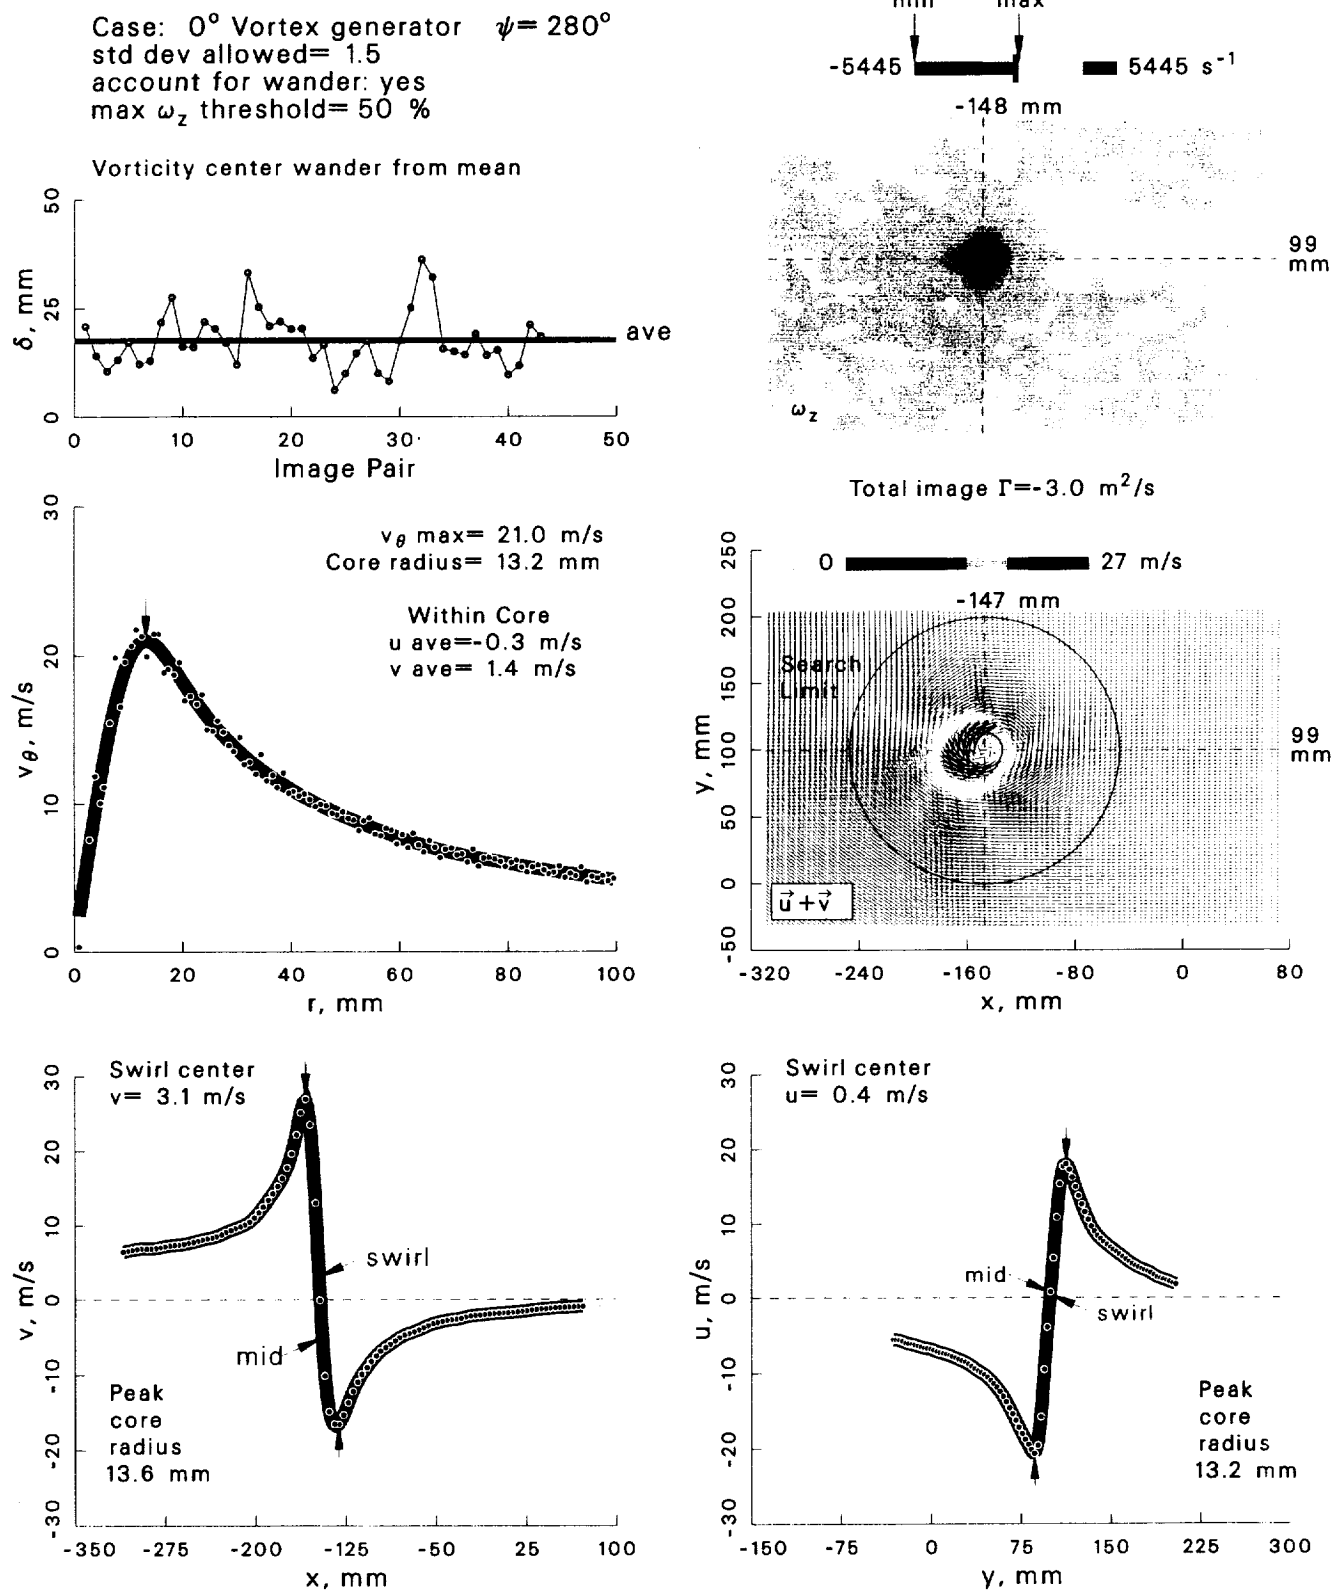 Case: 0° Vortex generator ψ= 280°
std dev allowed= 1.5
account for wander: yes
max ω_z threshold= 50 %
min max
-5445 5445 s⁻¹
-148 mm
99
mm
ω_z
Vorticity center wander from mean
50
25
0
δ, mm
ave
0 10 20 30 40 50
Image Pair
Total image Γ=-3.0 m²/s
30
20
10
0
v_θ, m/s
v_θ max= 21.0 m/s
Core radius= 13.2 mm
Within Core
u ave=-0.3 m/s
v ave= 1.4 m/s
0 20 40 60 80 100
r, mm
0 27 m/s
-147 mm
250
200
150
100
50
0
-50
y, mm
Search
Limit
99
mm
u⃗+v⃗
-320 -240 -160 -80 0 80
x, mm
Swirl center
v= 3.1 m/s
30
20
10
0
-10
-20
-30
v, m/s
swirl
mid
Peak
core
radius
13.6 mm
-350 -275 -200 -125 -50 25 100
x, mm
Swirl center
u= 0.4 m/s
30
20
10
0
-10
-20
-30
u, m/s
mid
swirl
Peak
core
radius
13.2 mm
-150 -75 0 75 150 225 300
y, mm